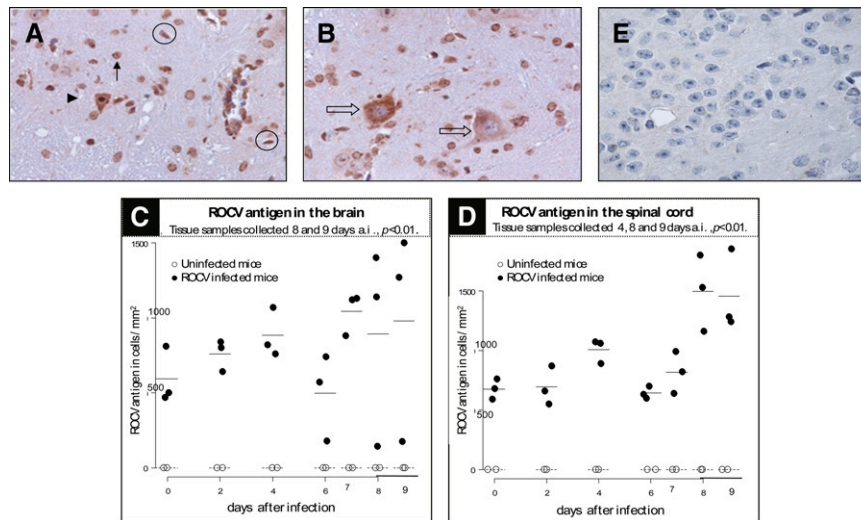 A
B
E
C
ROCV antigen in the brain
Tissue samples collected 8 and 9 days a.i., p<0.01.
1500
1000
500
0
ROCV antigen in cells/ mm²
Uninfected mice
ROCV infected mice
0 2 4 6 7 8 9
days after infection
D
ROCV antigen in the spinal cord
Tissue samples collected 4, 8 and 9 days a.i., p<0.01.
1500
1000
500
0
ROCV antigen in cells/ mm²
Uninfected mice
ROCV infected mice
0 2 4 6 7 8 9
days after infection